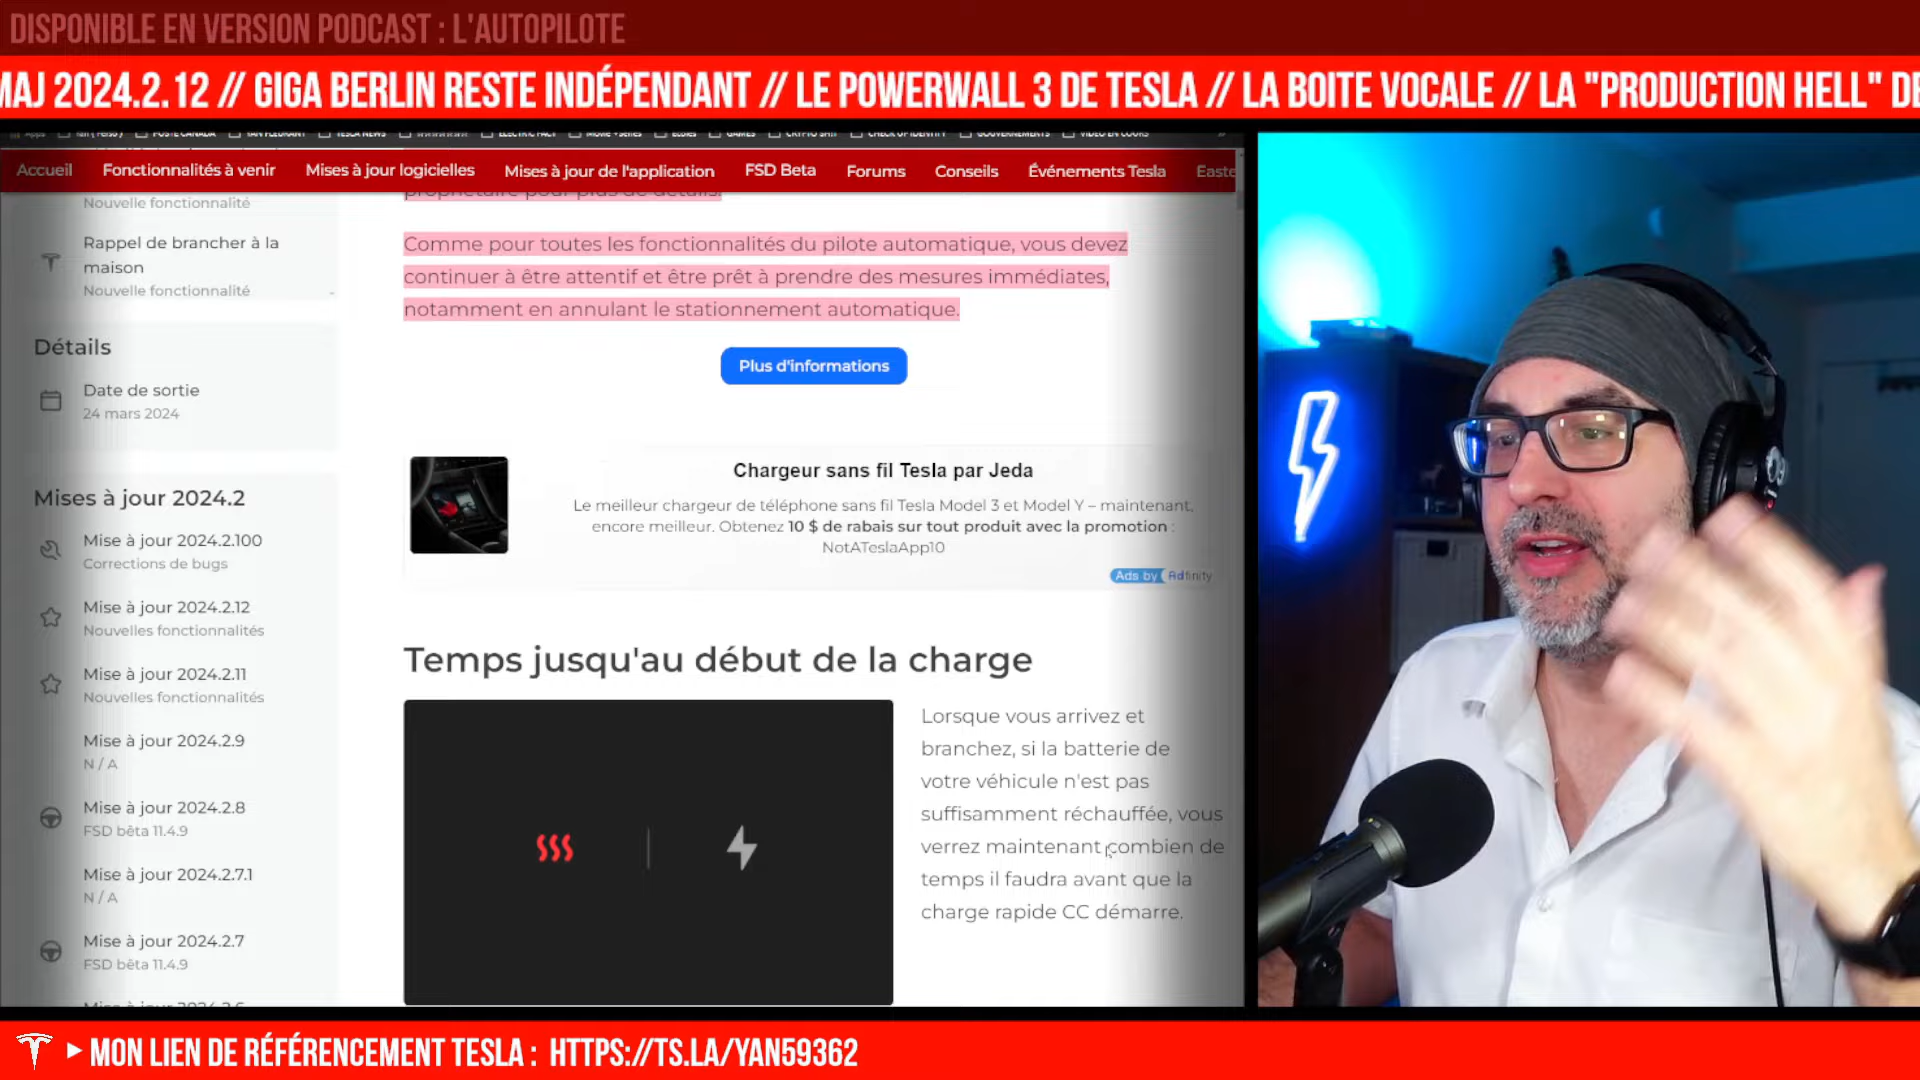 DISPONIBLE EN VERSION PODCAST : L'AUTOPILOTE
MAJ 2024.2.12 // GIGA BERLIN RESTE INDÉPENDANT // LE POWERWALL 3 DE TESLA // LA BOITE VOCALE // LA "PRODUCTION HELL" DE
Accueil Fonctionnalités à venir Mises à jour logicielles Mises à jour de l'application FSD Beta Forums Conseils Événements Tesla Easte
propriétaire pour plus de détails.
Nouvelle fonctionnalité
Rappel de brancher à la
maison
Nouvelle fonctionnalité
Détails
Date de sortie
24 mars 2024
Mises à jour 2024.2
Mise à jour 2024.2.100
Corrections de bugs
Mise à jour 2024.2.12
Nouvelles fonctionnalités
Mise à jour 2024.2.11
Nouvelles fonctionnalités
Mise à jour 2024.2.9
N / A
Mise à jour 2024.2.8
FSD bêta 11.4.9
Mise à jour 2024.2.7.1
N / A
Mise à jour 2024.2.7
FSD bêta 11.4.9
Mise à jour 2024.2.6
Comme pour toutes les fonctionnalités du pilote automatique, vous devez
continuer à être attentif et être prêt à prendre des mesures immédiates,
notamment en annulant le stationnement automatique.
Plus d'informations
Chargeur sans fil Tesla par Jeda
Le meilleur chargeur de téléphone sans fil Tesla Model 3 et Model Y – maintenant,
encore meilleur. Obtenez 10 $ de rabais sur tout produit avec la promotion :
NotATeslaApp10
Ads by Adfinity
Temps jusqu'au début de la charge
Lorsque vous arrivez et
branchez, si la batterie de
votre véhicule n'est pas
suffisamment réchauffée, vous
verrez maintenant combien de
temps il faudra avant que la
charge rapide CC démarre.
MON LIEN DE RÉFÉRENCEMENT TESLA : HTTPS://TS.LA/YAN59362